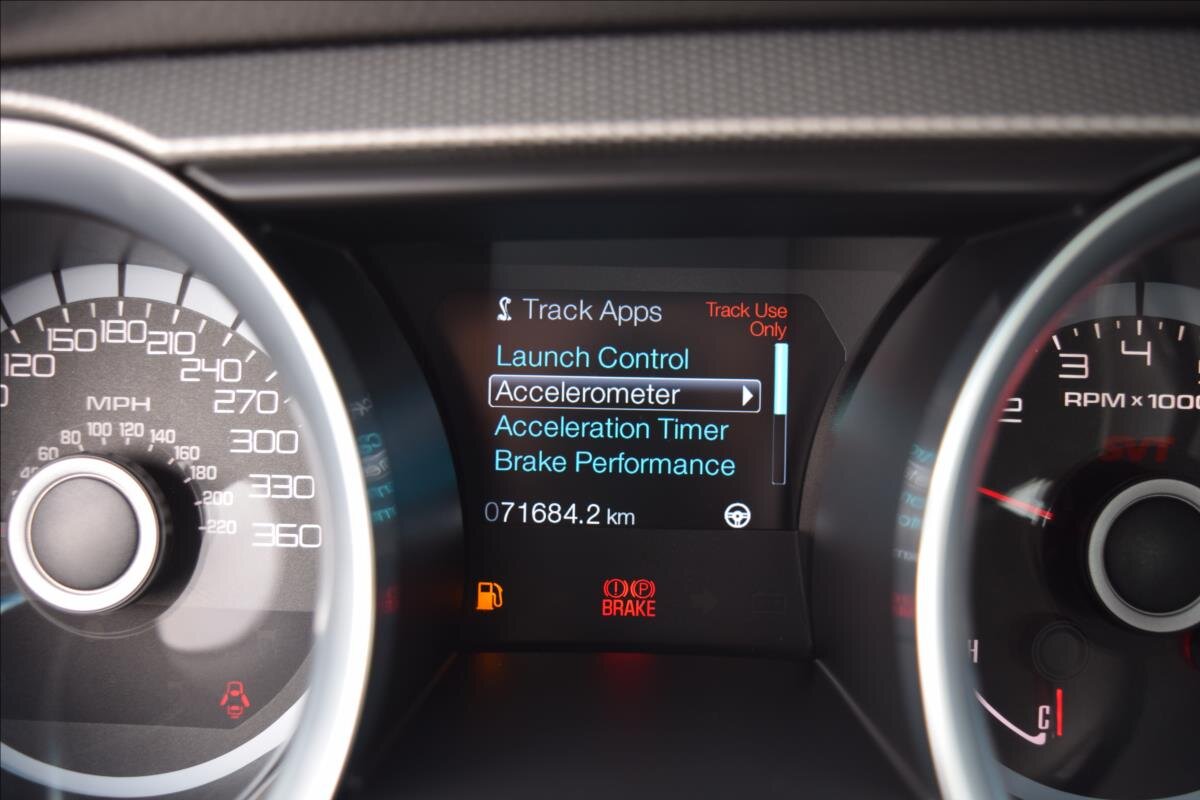 Track Apps
Track Use
Only
Launch Control
Accelerometer
Acceleration Timer
Brake Performance
071684.2 km
BRAKE
120 150 180 210 240 270 300 330 360
MPH
60 80 100 120 140 160 180 200 220
2 3 4
RPM x 1000
SVT
H
C